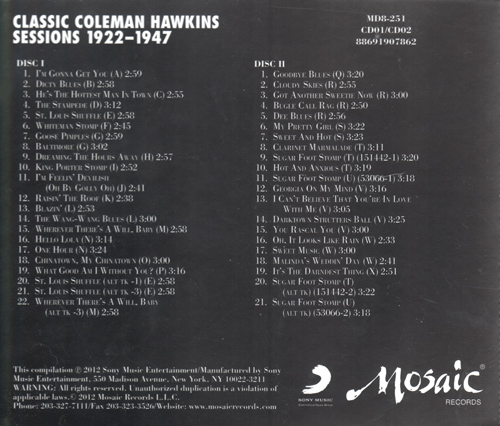 CLASSIC COLEMAN HAWKINS
SESSIONS 1922–1947
MD8-251
CD01/CD02
88691907862
DISC I
1. I'm Gonna Get You (A) 2:59
2. Dicty Blues (B) 2:58
3. He's The Hottest Man In Town (C) 2:55
4. The Stampede (D) 3:12
5. St. Louis Shuffle (E) 2:58
6. Whiteman Stomp (F) 2:45
7. Goose Pimples (G) 2:59
8. Baltimore (G) 3:02
9. Dreaming The Hours Away (H) 2:57
10. King Porter Stomp (I) 2:52
11. I'm Feelin' Devilish
(Oh By Golly Oh) (J) 2:41
12. Raisin' The Roof (K) 2:38
13. Blazin' (L) 2:53
14. The Wang-Wang Blues (L) 3:00
15. Wherever There's A Will, Baby (M) 2:58
16. Hello Lola (N) 3:14
17. One Hour (N) 3:24
18. Chinatown, My Chinatown (O) 3:00
19. What Good Am I Without You? (P) 3:16
20. St. Louis Shuffle (alt tk -1) (E) 2:58
21. St. Louis Shuffle (alt tk -3) (E) 2:58
22. Wherever There's A Will, Baby
(alt tk -3) (M) 2:58
DISC II
1. Goodbye Blues (Q) 3:20
2. Cloudy Skies (R) 2:55
3. Got Another Sweetie Now (R) 3:00
4. Bugle Call Rag (R) 2:50
5. Dee Blues (R) 2:56
6. My Pretty Girl (S) 3:22
7. Sweet And Hot (S) 3:23
8. Clarinet Marmalade (T) 3:11
9. Sugar Foot Stomp (T) (151442-1) 3:20
10. Hot And Anxious (T) 3:19
11. Sugar Foot Stomp (U) (53066-1) 3:18
12. Georgia On My Mind (V) 3:16
13. I Can't Believe That You're In Love
With Me (V) 3:05
14. Darktown Strutters Ball (V) 3:25
15. You Rascal You (V) 3:00
16. Oh, It Looks Like Rain (W) 2:33
17. Sweet Music (W) 3:00
18. Malinda's Weddin' Day (W) 2:41
19. It's The Darndest Thing (X) 2:51
20. Sugar Foot Stomp (T)
(alt tk) (151442-2) 3:22
21. Sugar Foot Stomp (U)
(alt tk) (53066-2) 3:18
This compilation ℗ 2012 Sony Music Entertainment/Manufactured by Sony
Music Entertainment, 550 Madison Avenue, New York, NY 10022-3211
WARNING: All rights reserved. Unauthorized duplication is a violation of
applicable laws.© 2012 Mosaic Records L.L.C.
Phone: 203-327-7111/Fax 203-323-3526/Website: www.mosaicrecords.com
SONY MUSIC
Mosaic
RECORDS